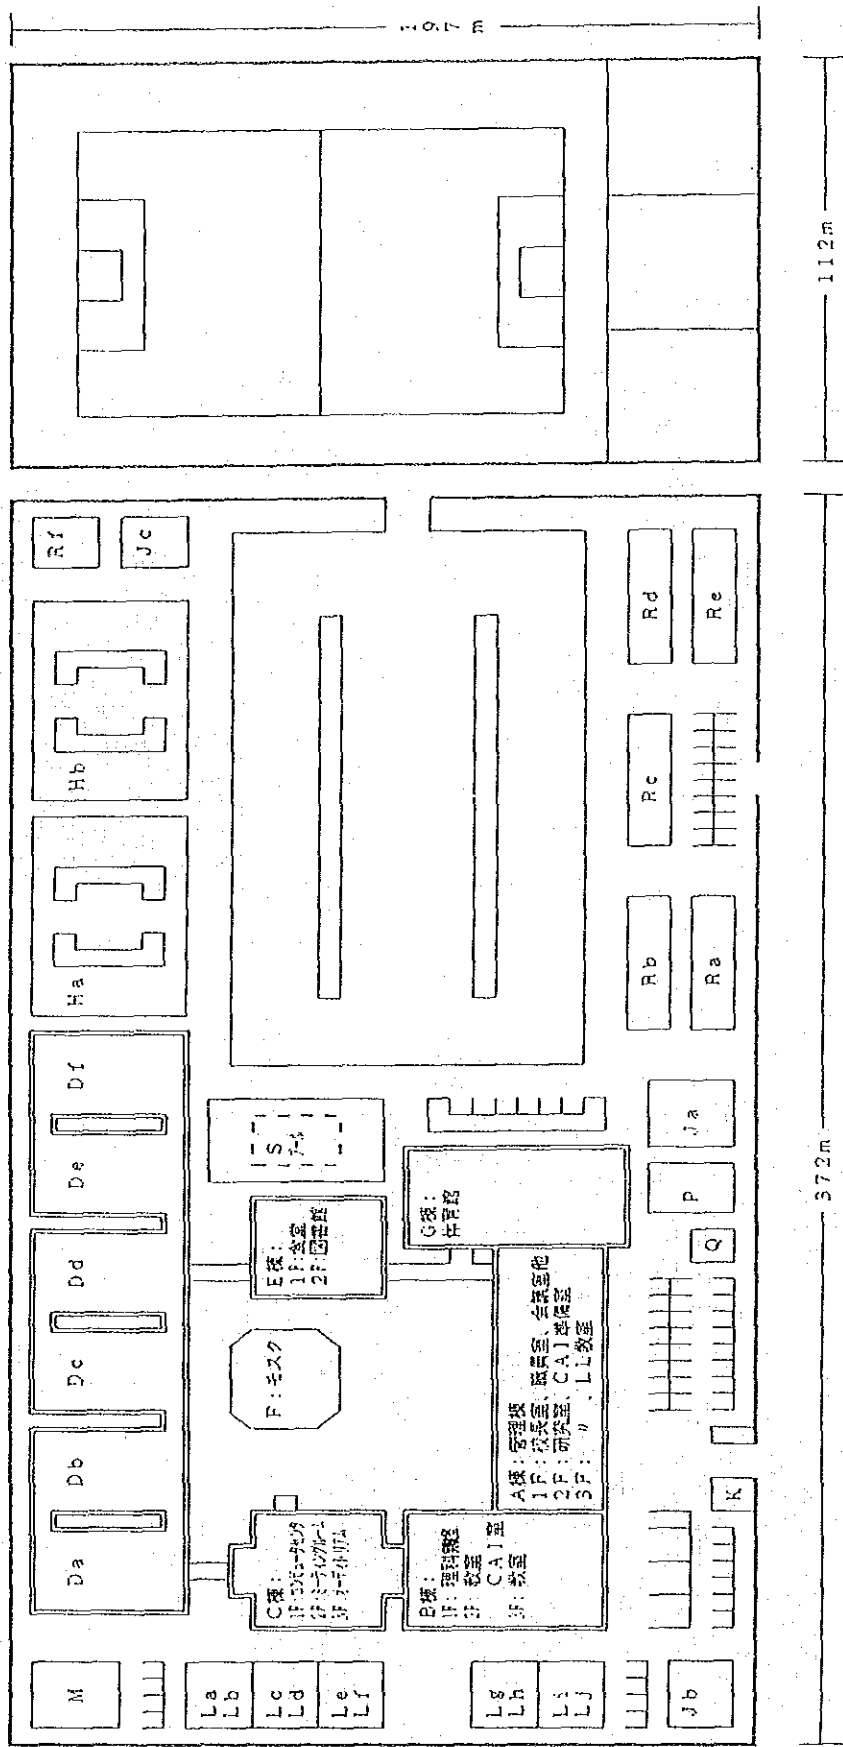 112m
372m
Rf
Jc
Hb
Ha
Rd
Re
Rc
Rb
Ra
Df
De
Dd
Dc
Db
Da
S
プール
Ja
P
Q
K
G棟:
体育館
E棟:
1F:食堂
2F:図書館
F:モスク
A棟:管理棟
1F:校長室、職員室、会議室他
2F:研究室、CAI準備室
3F: 〃 、LL教室
B棟:
1F:理科実験室
2F:教室 CAI室
3F:教室
C棟:
1F:コンピュータセンタ
2F:ミーティングルーム
3F:オーディトリアム
M
La
Lb
Lc
Ld
Le
Lf
Lg
Lh
Li
Lj
Jb